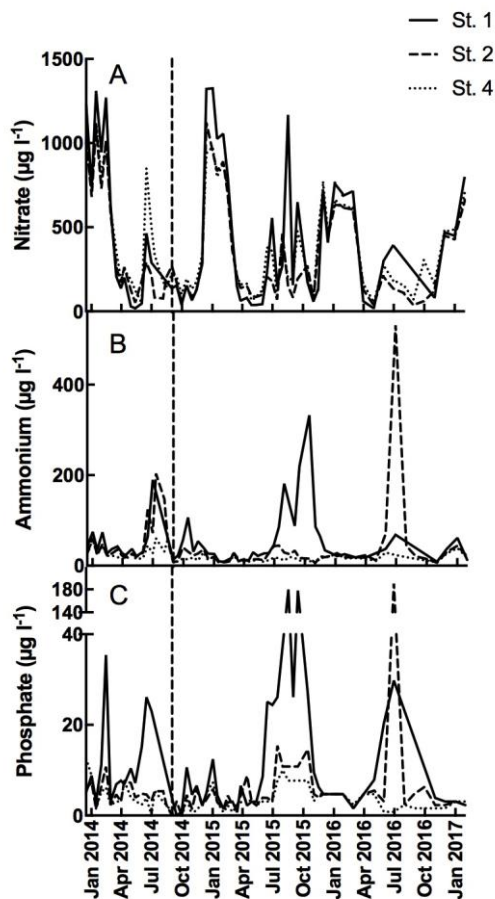 St. 1
St. 2
St. 4
A
Nitrate (µg l-1)
1500
1000
500
0
B
Ammonium (µg l-1)
400
200
0
C
Phosphate (µg l-1)
180
140
40
20
0
Jan 2014
Apr 2014
Jul 2014
Oct 2014
Jan 2015
Apr 2015
Jul 2015
Oct 2015
Jan 2016
Apr 2016
Jul 2016
Oct 2016
Jan 2017